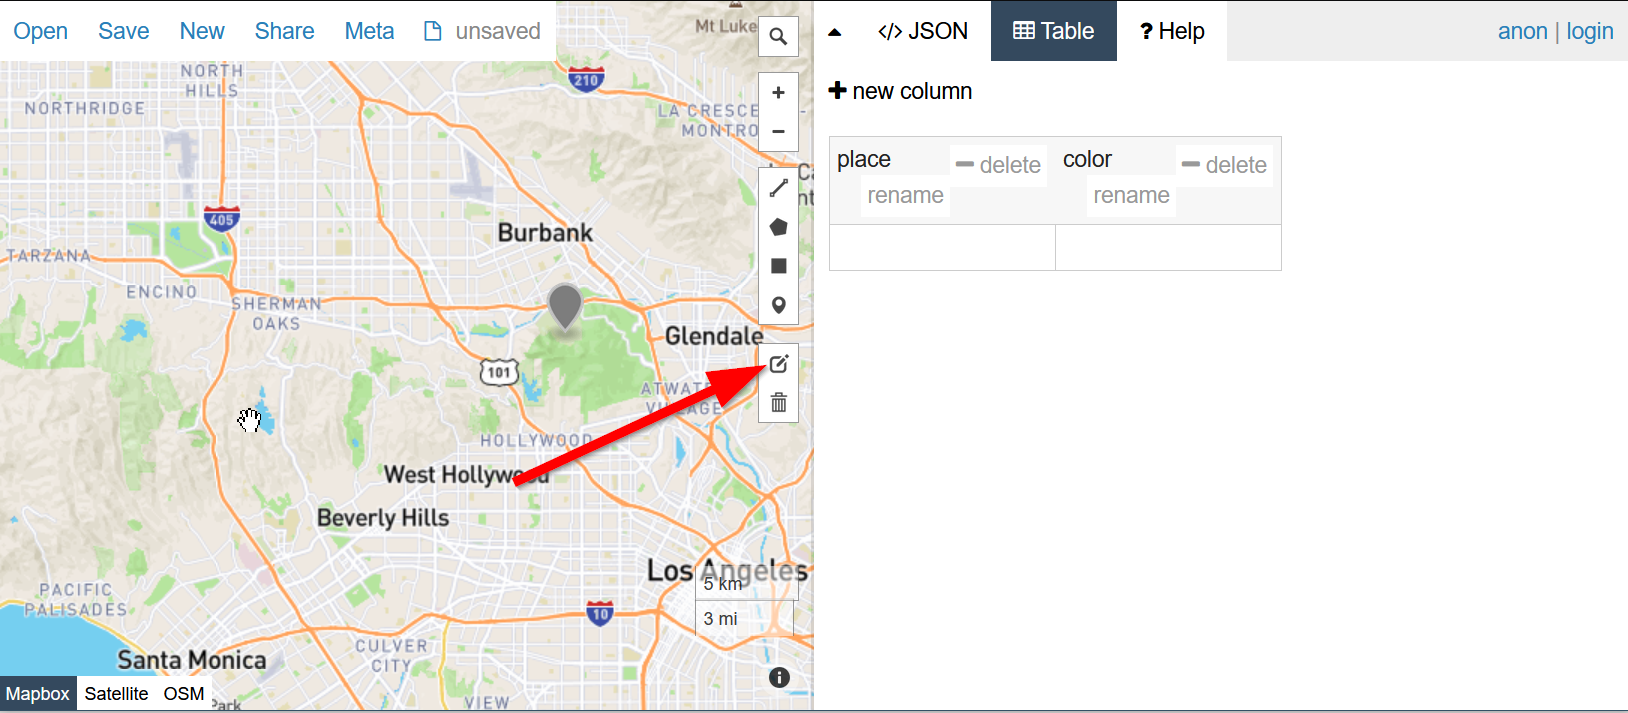 Open Save New Share Meta unsaved
JSON Table ? Help
anon | login
new column
place delete color delete
rename rename
Mt Luke
NORTH
HILLS
210
NORTHRIDGE
LA CRESCE
MONTRO
405
Burbank
TARZANA
ENCINO
SHERMAN
OAKS
Glendale
101
ATWAT
VILLAGE
HOLLYWOOD
West Hollywood
Beverly Hills
Los Angeles
5 km
3 mi
PACIFIC
PALISADES
10
CULVER
CITY
Santa Monica
Mapbox Satellite OSM
Park
VIEW